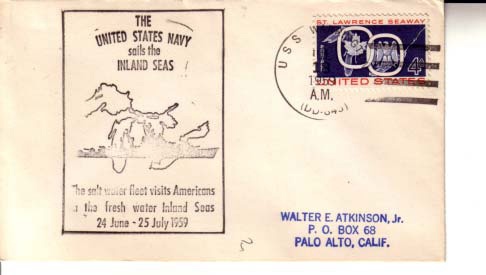 THE
UNITED STATES NAVY
sails the
INLAND SEAS
The salt water fleet visits Americans
the fresh water Inland Seas
24 June - 25 July 1959
USS
1959
A.M.
ST. LAWRENCE SEAWAY
4¢
UNITED STATES
WALTER E. ATKINSON, Jr.
P. O. BOX 68
PALO ALTO, CALIF.